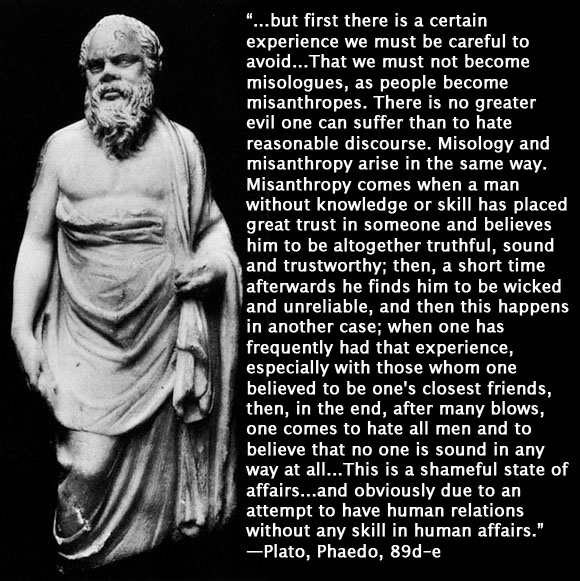 “...but first there is a certain
experience we must be careful to
avoid...That we must not become
misologues, as people become
misanthropes. There is no greater
evil one can suffer than to hate
reasonable discourse. Misology and
misanthropy arise in the same way.
Misanthropy comes when a man
without knowledge or skill has placed
great trust in someone and believes
him to be altogether truthful, sound
and trustworthy; then, a short time
afterwards he finds him to be wicked
and unreliable, and then this happens
in another case; when one has
frequently had that experience,
especially with those whom one
believed to be one's closest friends,
then, in the end, after many blows,
one comes to hate all men and to
believe that no one is sound in any
way at all...This is a shameful state of
affairs...and obviously due to an
attempt to have human relations
without any skill in human affairs.”
—Plato, Phaedo, 89d-e